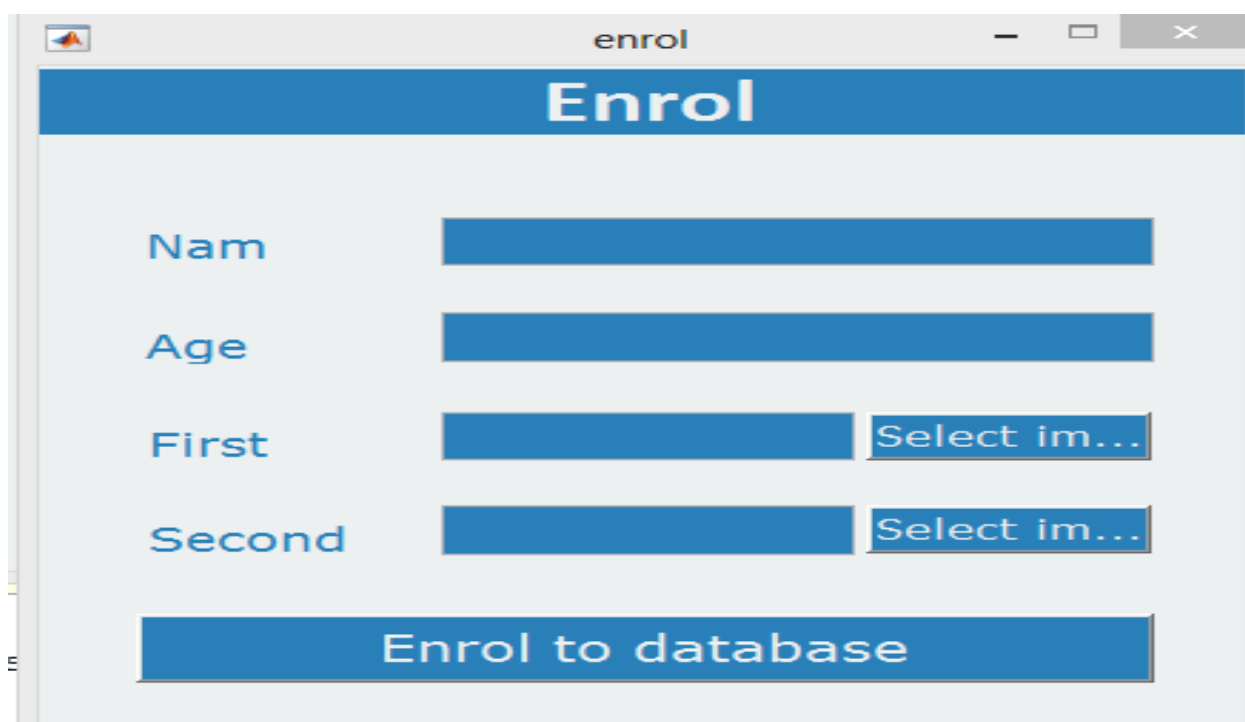 enrol
Enrol
Nam
Age
First Select im...
Second Select im...
Enrol to database